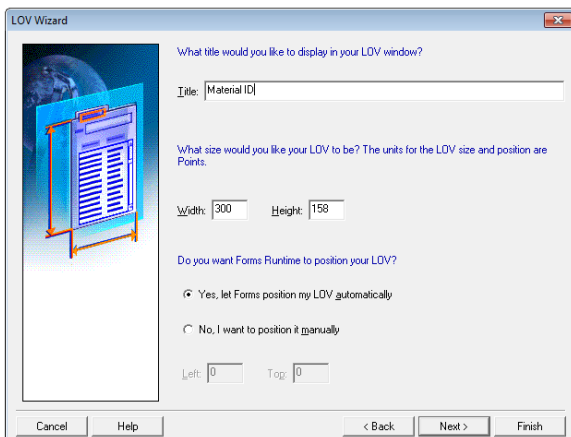 LOV Wizard
What title would you like to display in your LOV window?
Title: Material ID
What size would you like your LOV to be? The units for the LOV size and position are
Points.
Width: 300 Height: 158
Do you want Forms Runtime to position your LOV?
Yes, let Forms position my LOV automatically
No, I want to position it manually
Left: 0 Top: 0
Cancel Help < Back Next > Finish